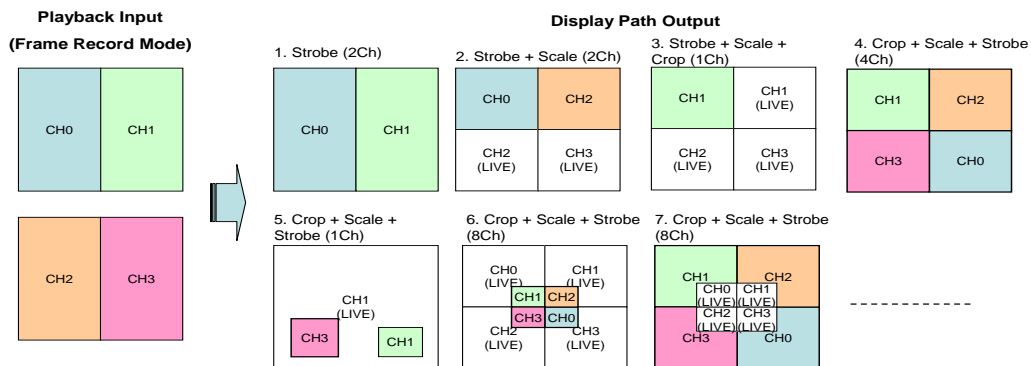 Playback Input
(Frame Record Mode)
CH0
CH1
CH2
CH3
Display Path Output
1. Strobe (2Ch)
CH0
CH1
2. Strobe + Scale (2Ch)
CH0
CH2
CH2
(LIVE)
CH3
(LIVE)
3. Strobe + Scale +
Crop (1Ch)
CH1
CH1
(LIVE)
CH2
(LIVE)
CH3
(LIVE)
4. Crop + Scale + Strobe
(4Ch)
CH1
CH2
CH3
CH0
5. Crop + Scale +
Strobe (1Ch)
CH1
(LIVE)
CH3
CH1
6. Crop + Scale + Strobe
(8Ch)
CH0
(LIVE)
CH1
(LIVE)
CH1
CH2
CH3
CH0
CH2
(LIVE)
CH3
(LIVE)
7. Crop + Scale + Strobe
(8Ch)
CH1
CH2
CH0
(LIVE)
CH1
(LIVE)
CH2
(LIVE)
CH3
(LIVE)
CH3
CH0